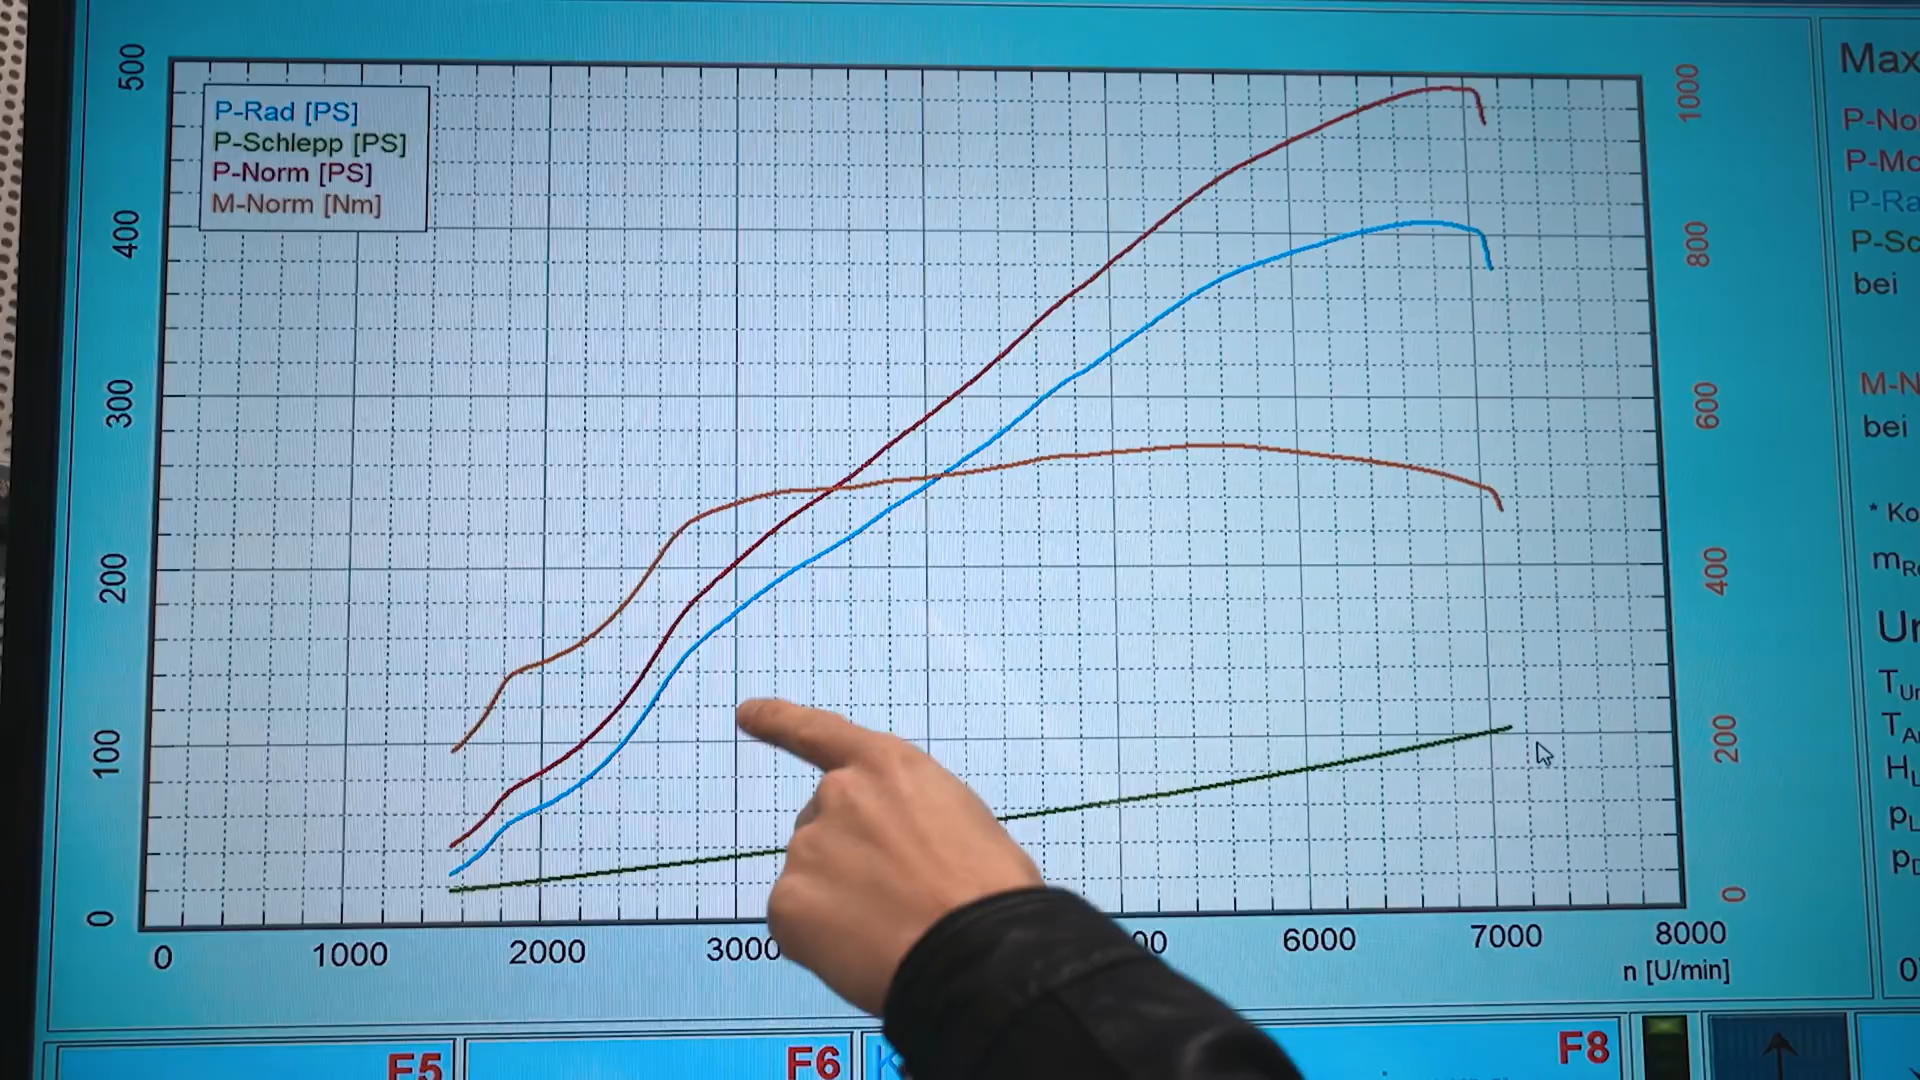 500
400
300
200
100
0
P-Rad [PS]
P-Schlepp [PS]
P-Norm [PS]
M-Norm [Nm]
1000
800
600
400
200
0
0 1000 2000 3000 6000 7000 8000
n [U/min]
Max
bei
bei
F5 F6 F8